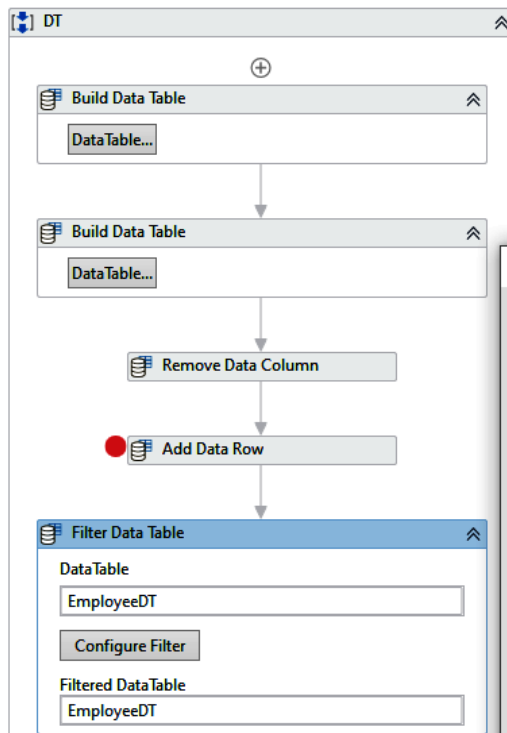 DT
Build Data Table
DataTable...
Build Data Table
DataTable...
Remove Data Column
Add Data Row
Filter Data Table
DataTable
EmployeeDT
Configure Filter
Filtered DataTable
EmployeeDT